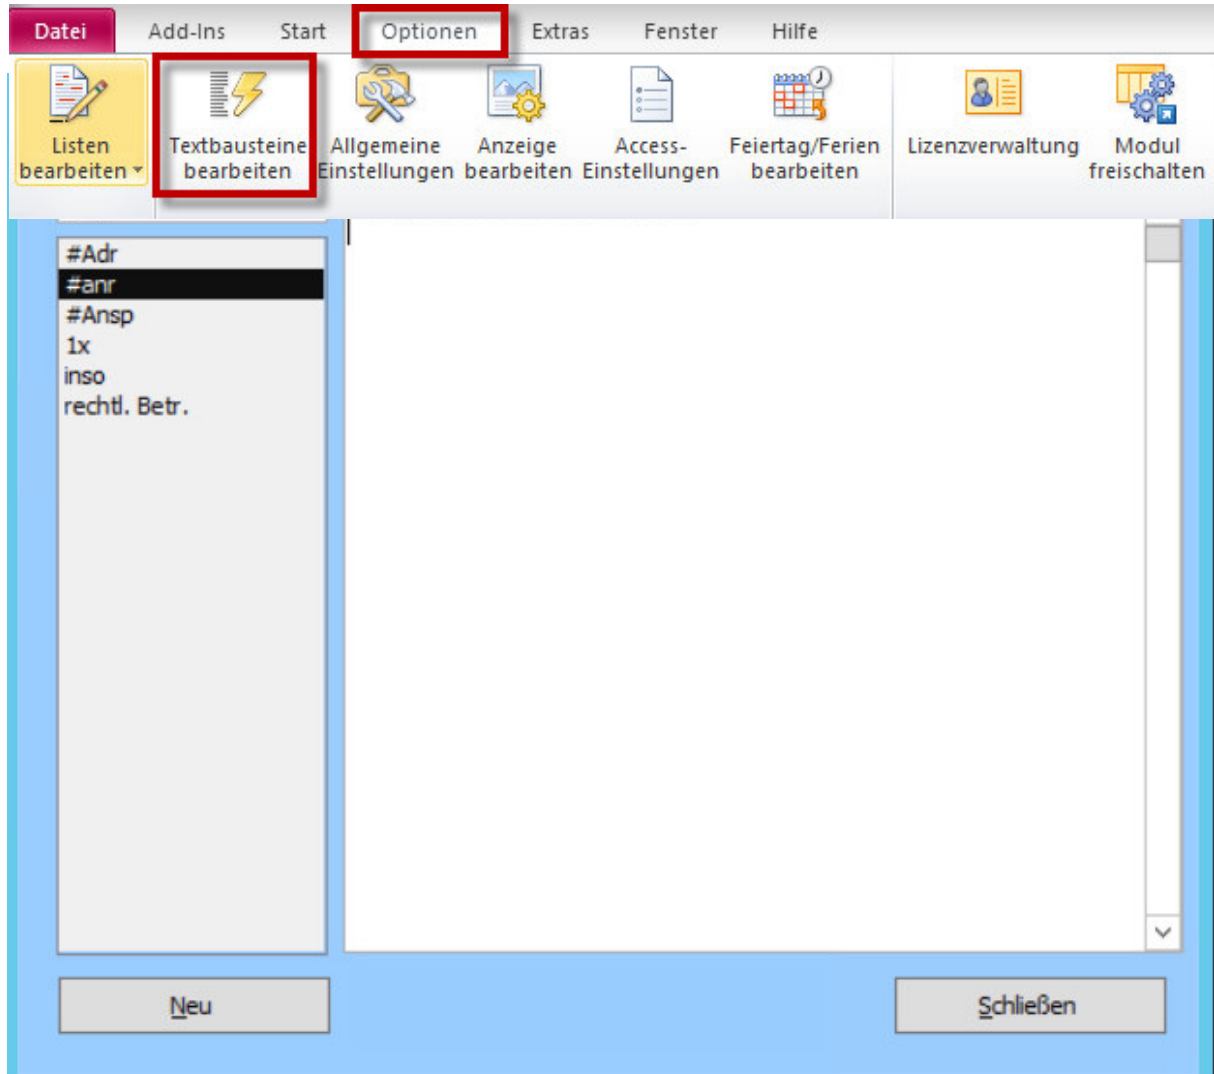 Datei Add-Ins Start Optionen Extras Fenster Hilfe
Listen bearbeiten
Textbausteine bearbeiten
Allgemeine Einstellungen
Anzeige bearbeiten
Access-Einstellungen
Feiertag/Ferien bearbeiten
Lizenzverwaltung
Modul freischalten
#Adr
#anr
#Ansp
1x
inso
rechtl. Betr.
Neu
Schließen